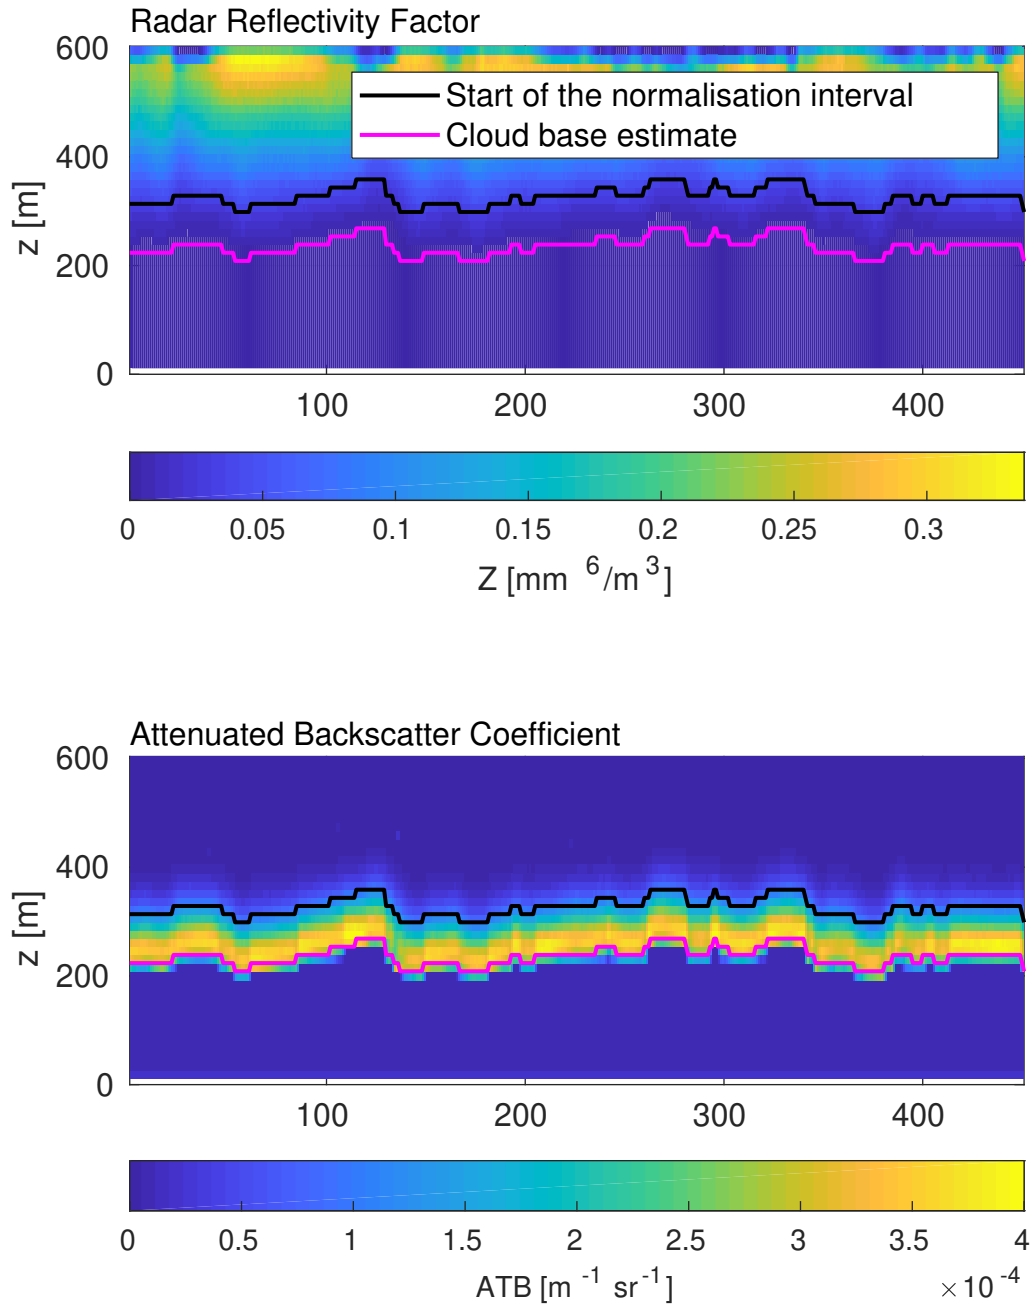 Radar Reflectivity Factor
600
Start of the normalisation interval
Cloud base estimate
400
z [m]
200
0
100 200 300 400
0 0.05 0.1 0.15 0.2 0.25 0.3
Z [mm ⁶/m³]
Attenuated Backscatter Coefficient
600
400
z [m]
200
0
100 200 300 400
0 0.5 1 1.5 2 2.5 3 3.5 4
ATB [m⁻¹ sr⁻¹] ×10⁻⁴